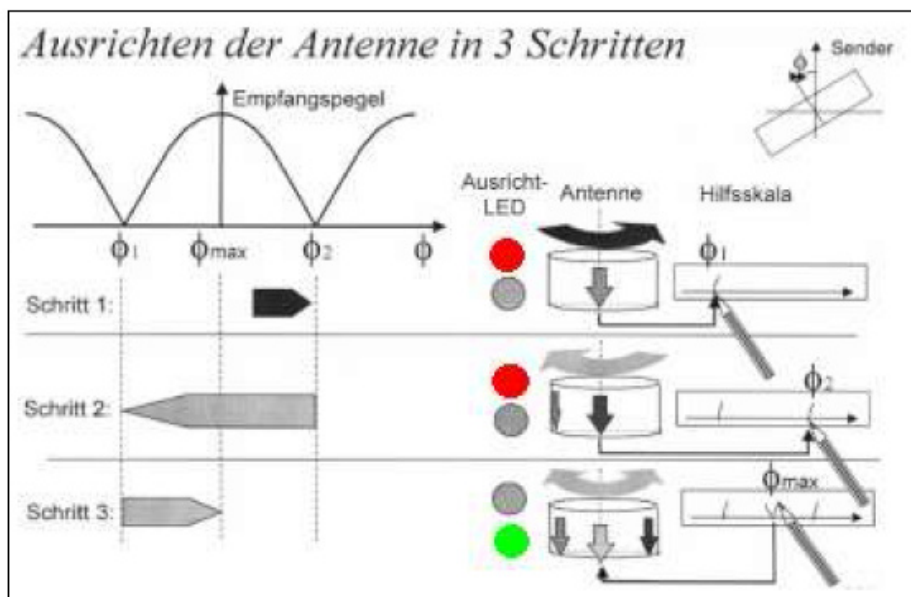 Ausrichten der Antenne in 3 Schritten
ϕ
Sender
Empfangspegel
ϕ1 ϕmax ϕ2 ϕ
Ausricht-
LED
Antenne
Hilfsskala
Schritt 1:
ϕ1
Schritt 2:
ϕ2
Schritt 3:
ϕmax